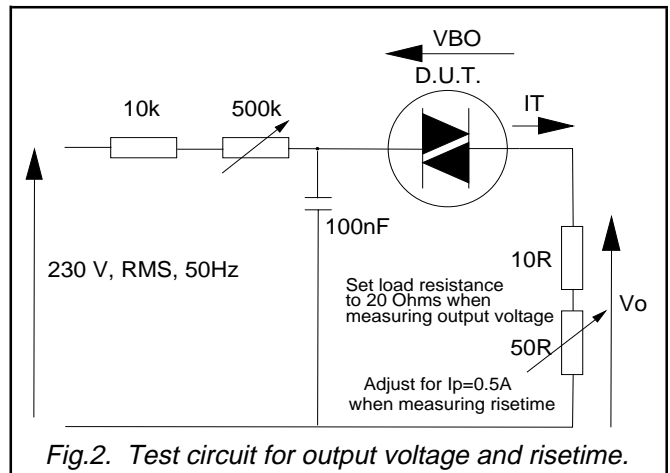 VBO
D.U.T.
IT
10k
500k
100nF
230 V, RMS, 50Hz
10R
Set load resistance
to 20 Ohms when
measuring output voltage
Vo
50R
Adjust for Ip=0.5A
when measuring risetime
Fig.2. Test circuit for output voltage and risetime.